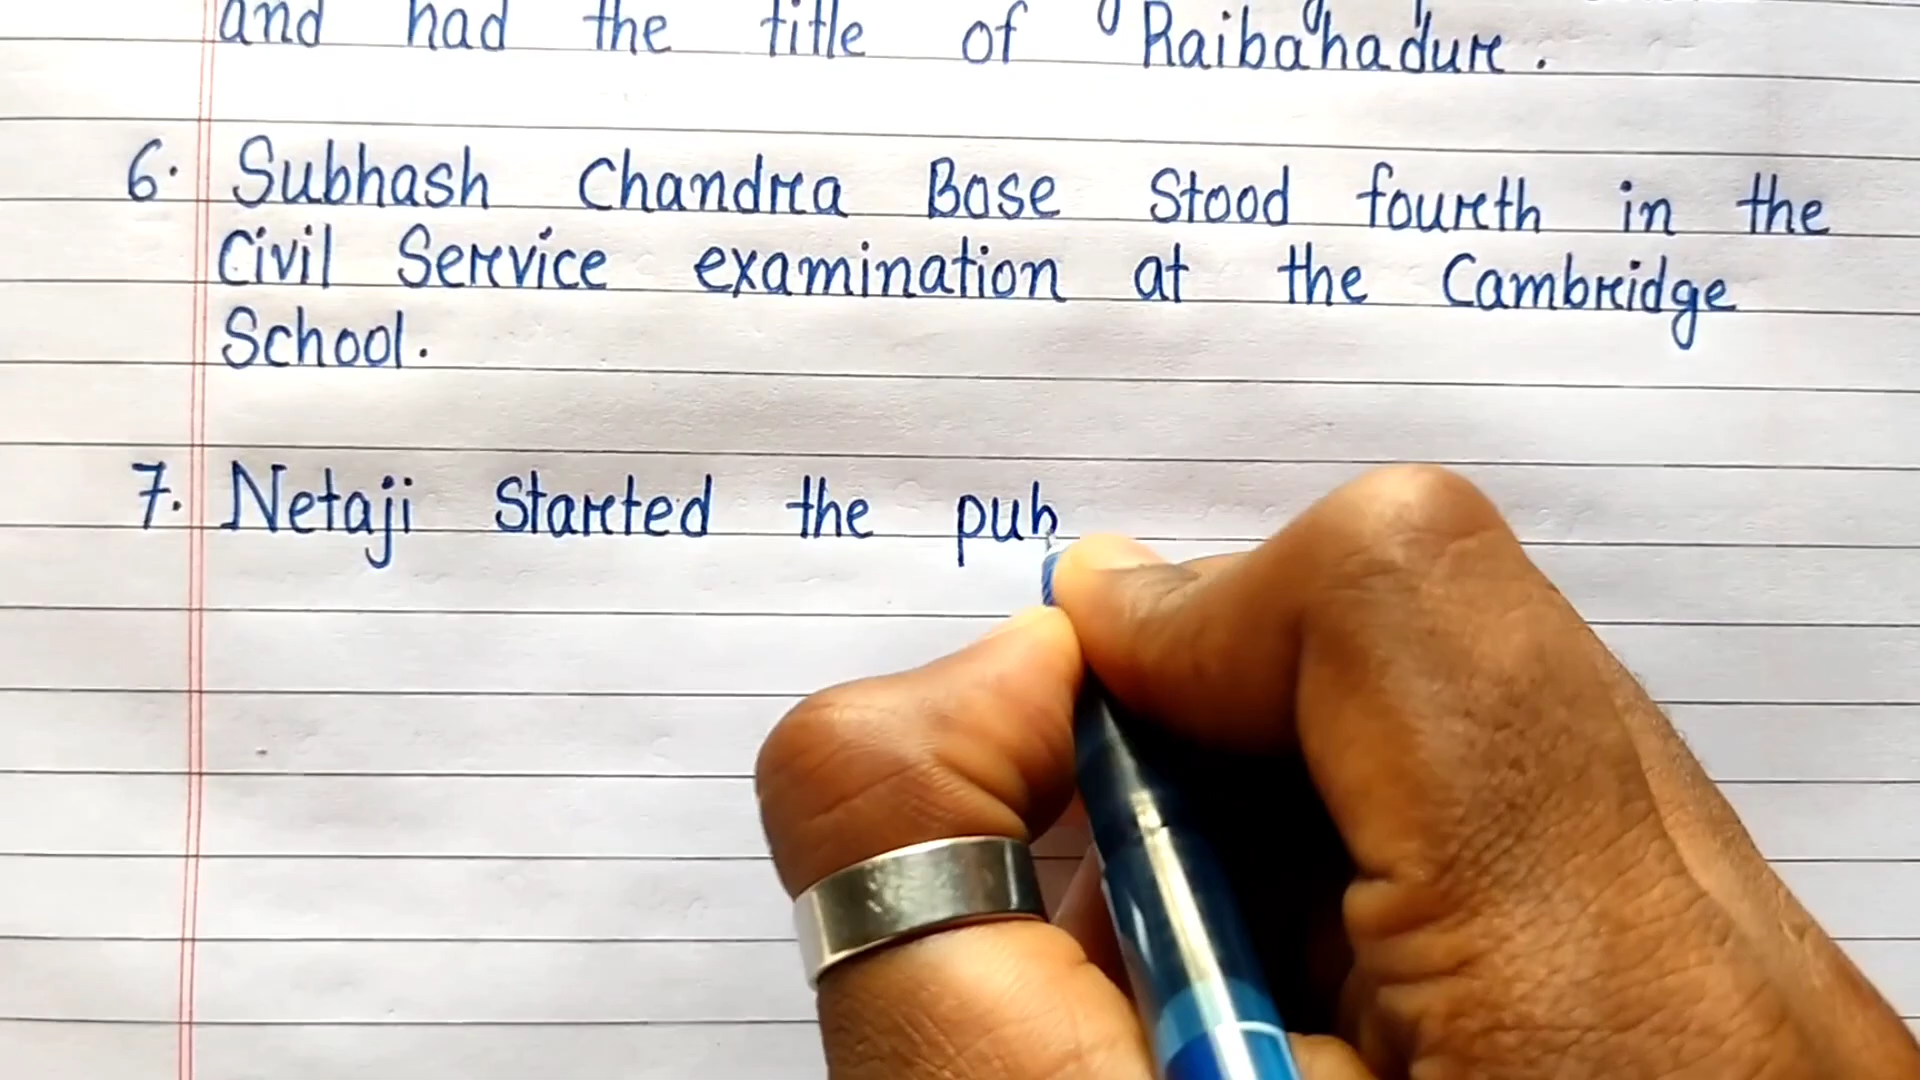 and had the title of Raibahadur.
6. Subhash Chandra Bose stood fourth in the
Civil Service examination at the Cambridge
School.
7. Netaji started the pub